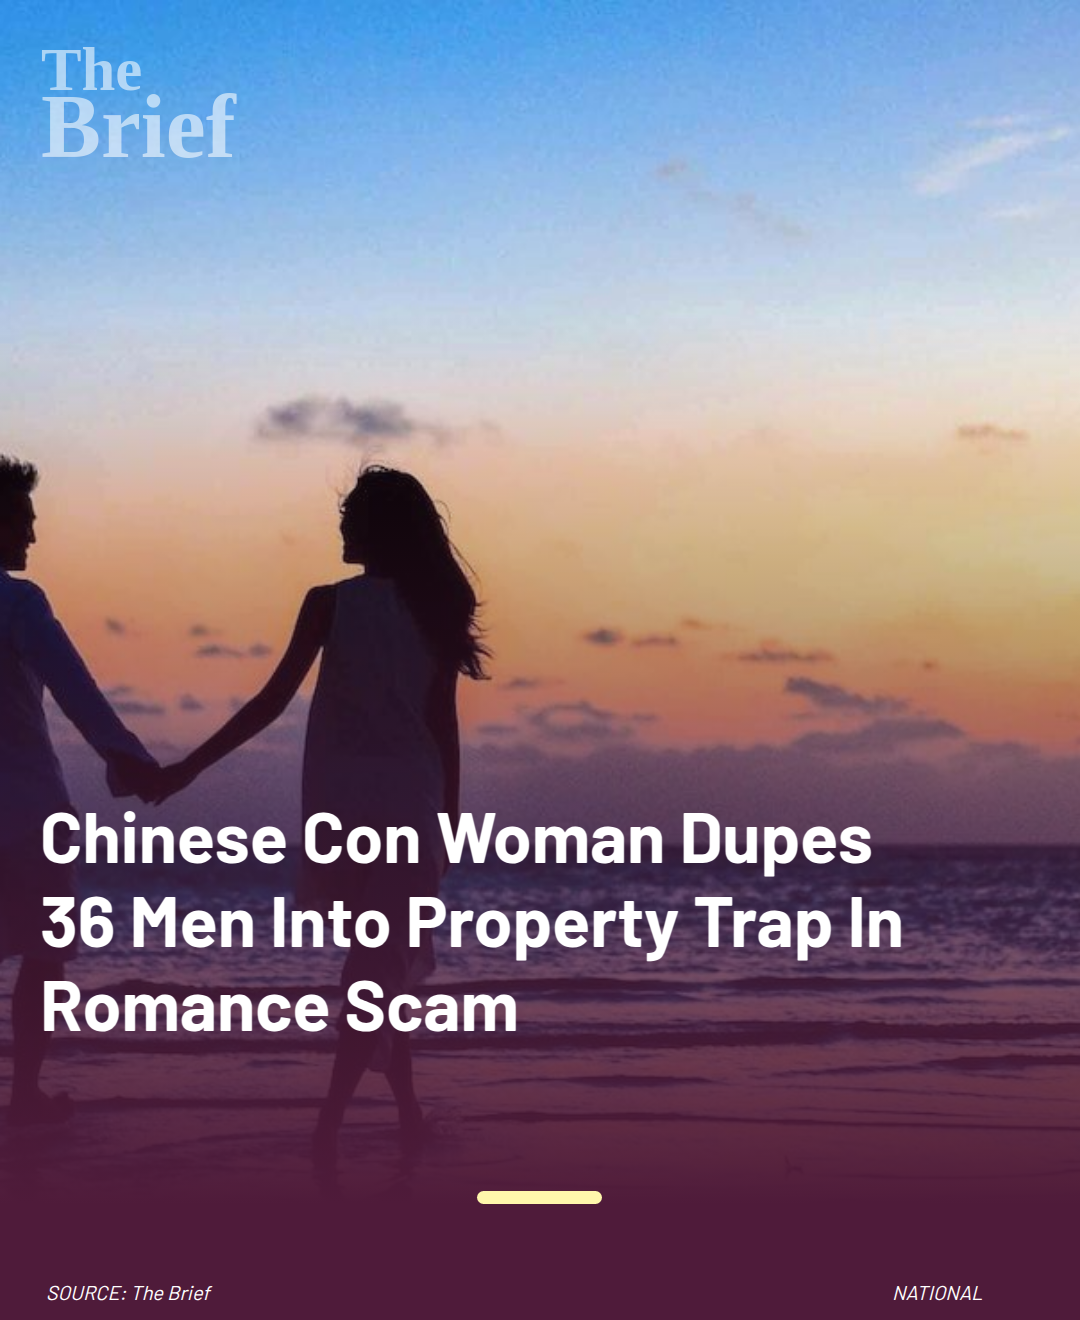 The
Brief
Chinese Con Woman Dupes
36 Men Into Property Trap In
Romance Scam
SOURCE: The Brief
NATIONAL